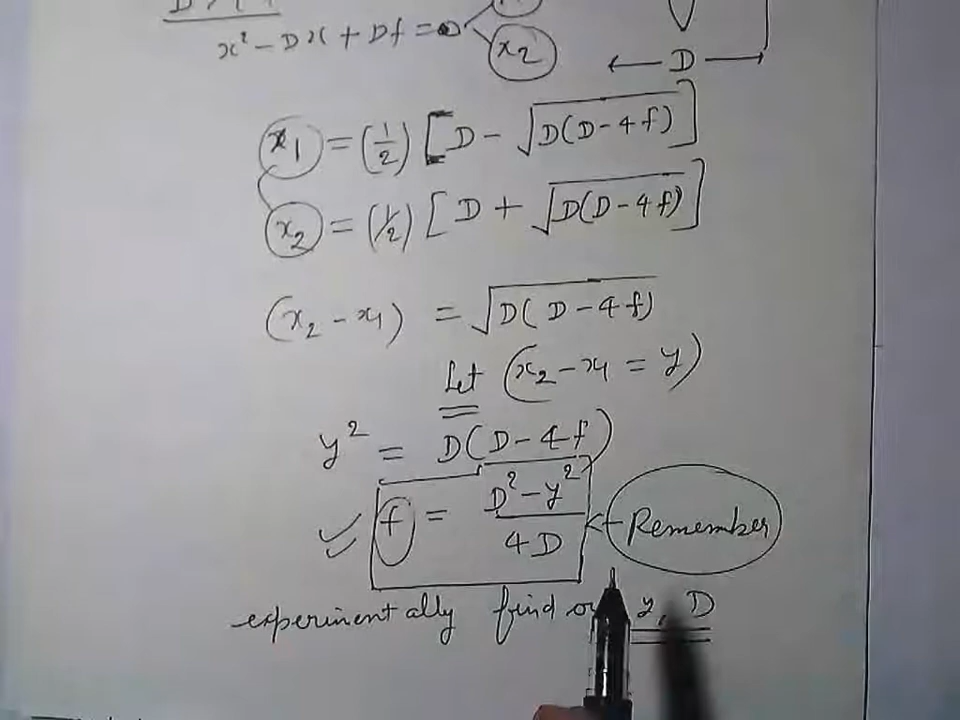 x² - Dx + Df = 0
x2
← D →
x1 = (1/2) [D - √D(D-4f)]
x2 = (1/2) [D + √D(D-4f)]
(x2 - x1) = √D(D-4f)
Let (x2 - x1 = y)
y² = D(D-4f)
f = D² - y² / 4D ← Remember
experimentally find y, D